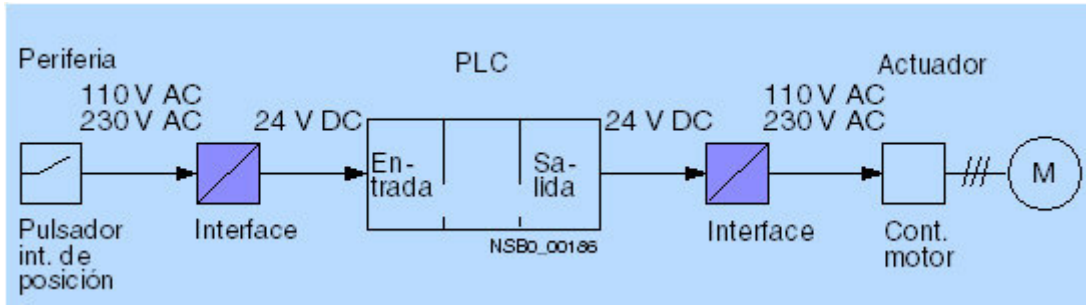 Periferia
PLC
Actuador
110 V AC
230 V AC
24 V DC
24 V DC
110 V AC
230 V AC
En-
trada
Sa-
lida
M
Pulsador
int. de
posición
Interface
NSB0_00186
Interface
Cont.
motor